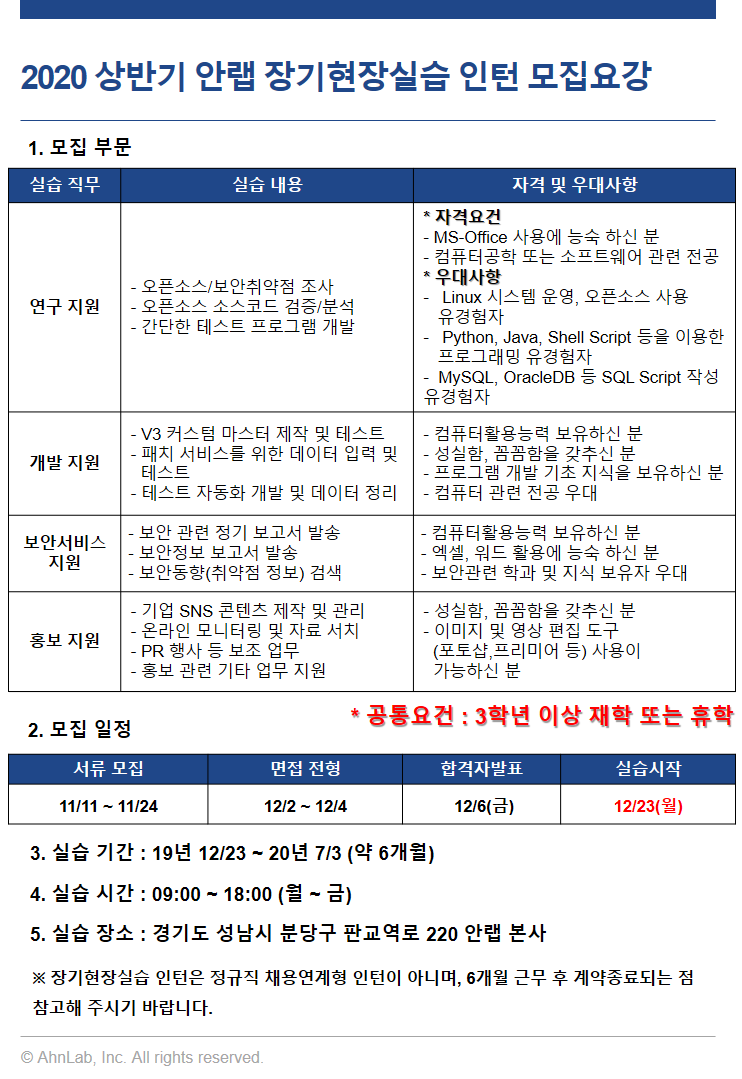 2020 상반기 안랩 장기현장실습 인턴 모집요강
1. 모집 부문
실습 직무
실습 내용
자격 및 우대사항
연구 지원
- 오픈소스/보안취약점 조사
- 오픈소스 소스코드 검증/분석
- 간단한 테스트 프로그램 개발
* 자격요건
- MS-Office 사용에 능숙 하신 분
- 컴퓨터공학 또는 소프트웨어 관련 전공
* 우대사항
- Linux 시스템 운영, 오픈소스 사용
유경험자
- Python, Java, Shell Script 등을 이용한
프로그래밍 유경험자
- MySQL, OracleDB 등 SQL Script 작성
유경험자
개발 지원
- V3 커스텀 마스터 제작 및 테스트
- 패치 서비스를 위한 데이터 입력 및
테스트
- 테스트 자동화 개발 및 데이터 정리
- 컴퓨터활용능력 보유하신 분
- 성실함, 꼼꼼함을 갖추신 분
- 프로그램 개발 기초 지식을 보유하신 분
- 컴퓨터 관련 전공 우대
보안서비스
지원
- 보안 관련 정기 보고서 발송
- 보안정보 보고서 발송
- 보안동향(취약점 정보) 검색
- 컴퓨터활용능력 보유하신 분
- 엑셀, 워드 활용에 능숙 하신 분
- 보안관련 학과 및 지식 보유자 우대
홍보 지원
- 기업 SNS 콘텐츠 제작 및 관리
- 온라인 모니터링 및 자료 서치
- PR 행사 등 보조 업무
- 홍보 관련 기타 업무 지원
- 성실함, 꼼꼼함을 갖추신 분
- 이미지 및 영상 편집 도구
(포토샵,프리미어 등) 사용이
가능하신 분
* 공통요건 : 3학년 이상 재학 또는 휴학
2. 모집 일정
서류 모집
면접 전형
합격자발표
실습시작
11/11 ~ 11/24
12/2 ~ 12/4
12/6(금)
12/23(월)
3. 실습 기간 : 19년 12/23 ~ 20년 7/3 (약 6개월)
4. 실습 시간 : 09:00 ~ 18:00 (월 ~ 금)
5. 실습 장소 : 경기도 성남시 분당구 판교역로 220 안랩 본사
※ 장기현장실습 인턴은 정규직 채용연계형 인턴이 아니며, 6개월 근무 후 계약종료되는 점
참고해 주시기 바랍니다.
© AhnLab, Inc. All rights reserved.